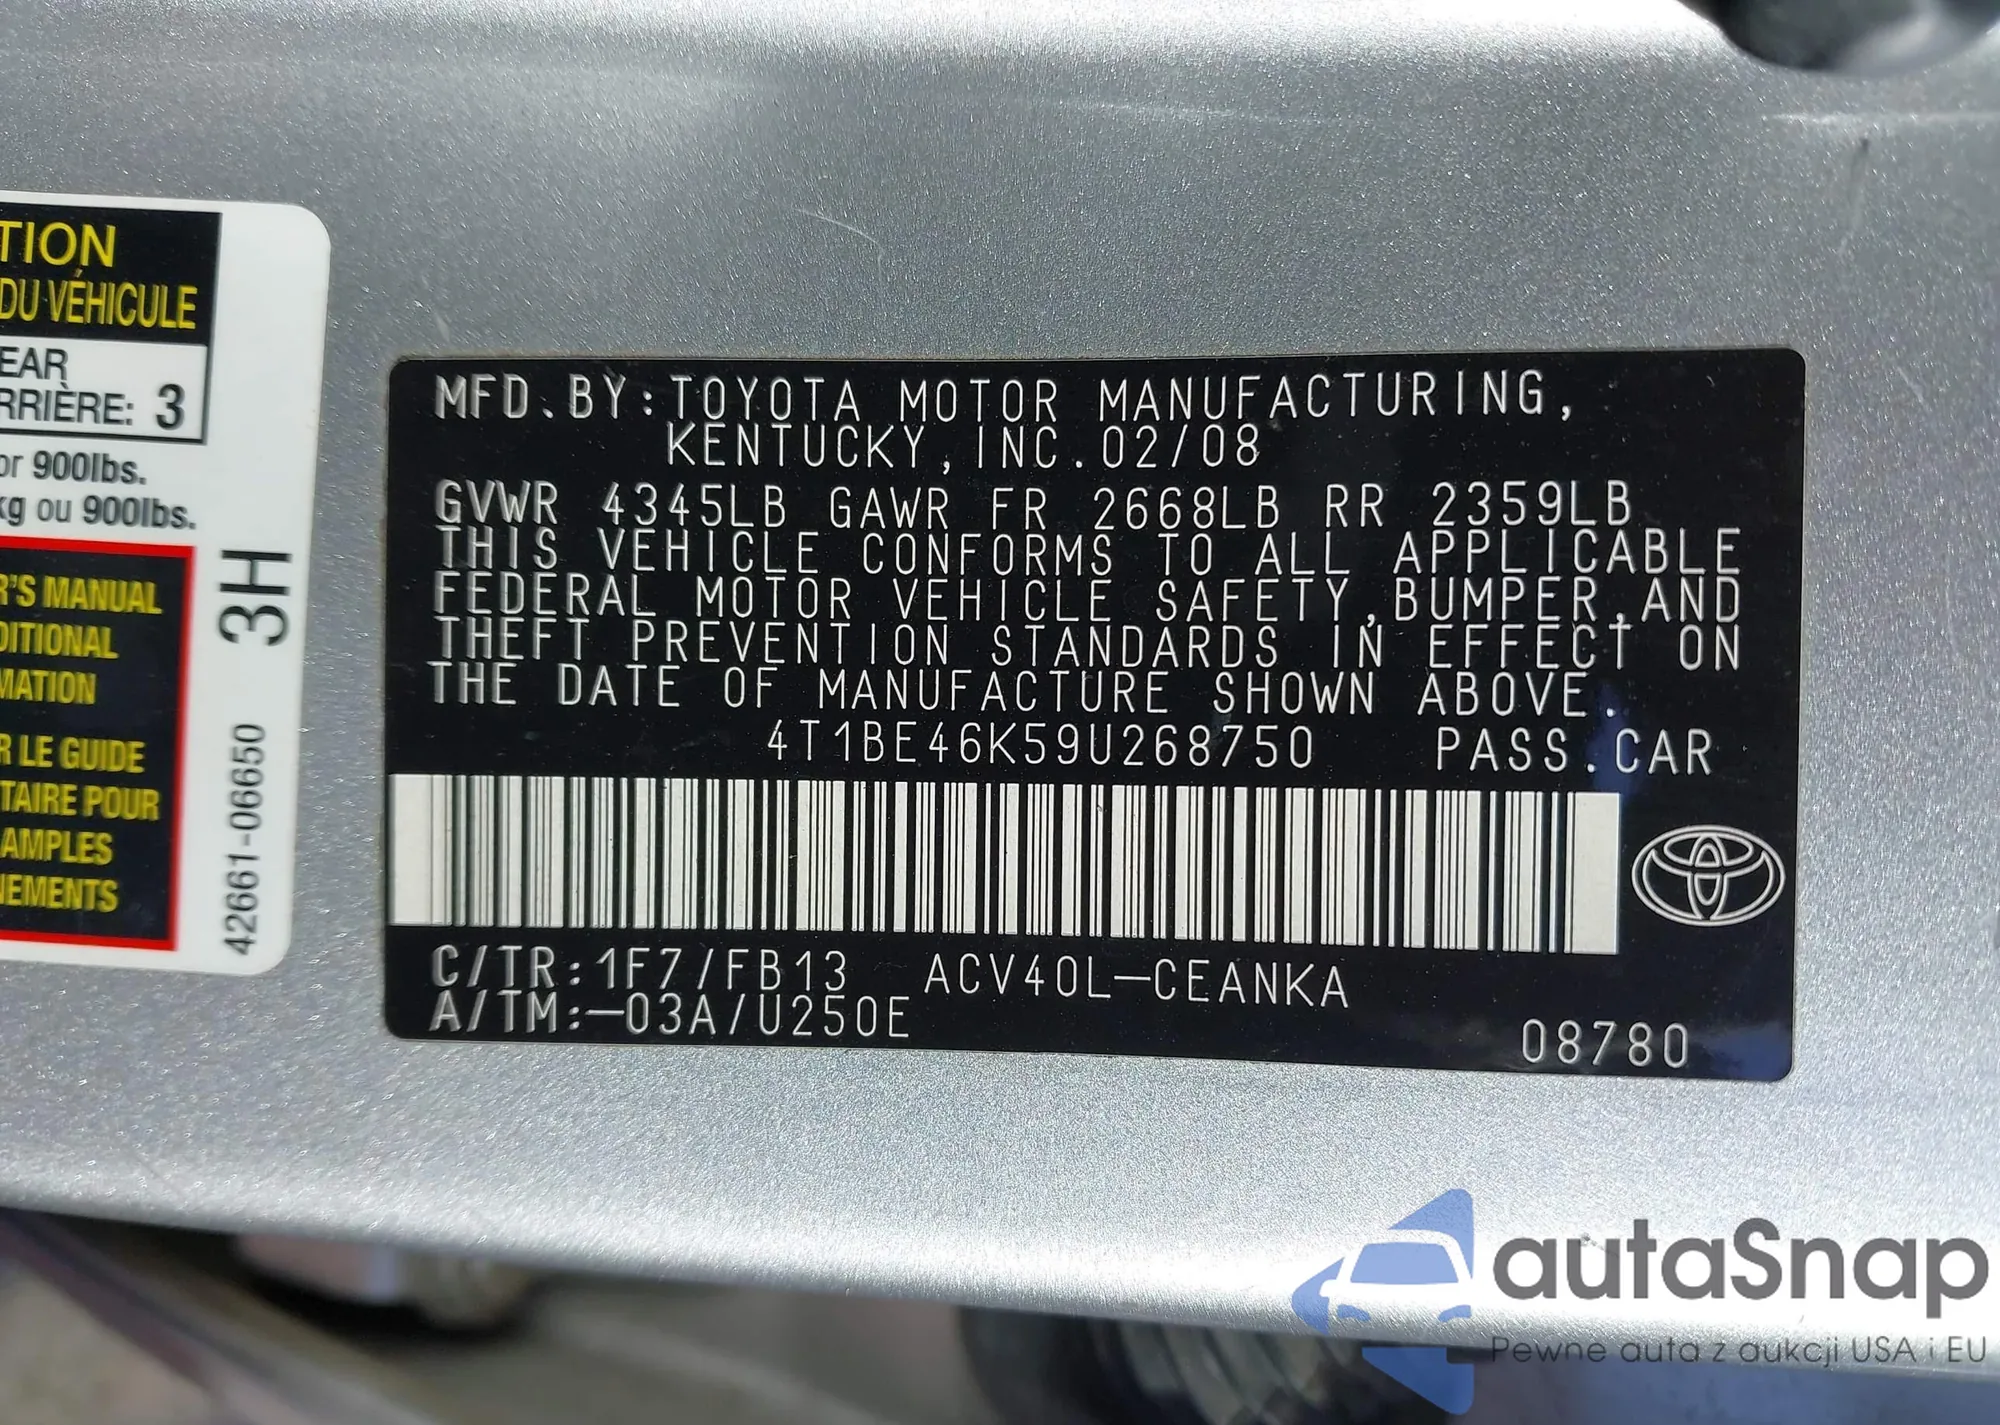 TION
DU VÉHICULE
EAR
RRIÈRE: 3
or 900lbs.
kg ou 900lbs.
R'S MANUAL
DITIONAL
MATION
R LE GUIDE
TAIRE POUR
AMPLES
NEMENTS
3H
42661-06650
MFD.BY:TOYOTA MOTOR MANUFACTURING,
KENTUCKY,INC.02/08
GVWR 4345LB GAWR FR 2668LB RR 2359LB
THIS VEHICLE CONFORMS TO ALL APPLICABLE
FEDERAL MOTOR VEHICLE SAFETY,BUMPER,AND
THEFT PREVENTION STANDARDS IN EFFECT ON
THE DATE OF MANUFACTURE SHOWN ABOVE.
4T1BE46K59U268750 PASS.CAR
C/TR:1F7/FB13 ACV40L-CEANKA
A/TM:-03A/U250E
08780
autaSnap
Pewne auta z aukcji USA i EU